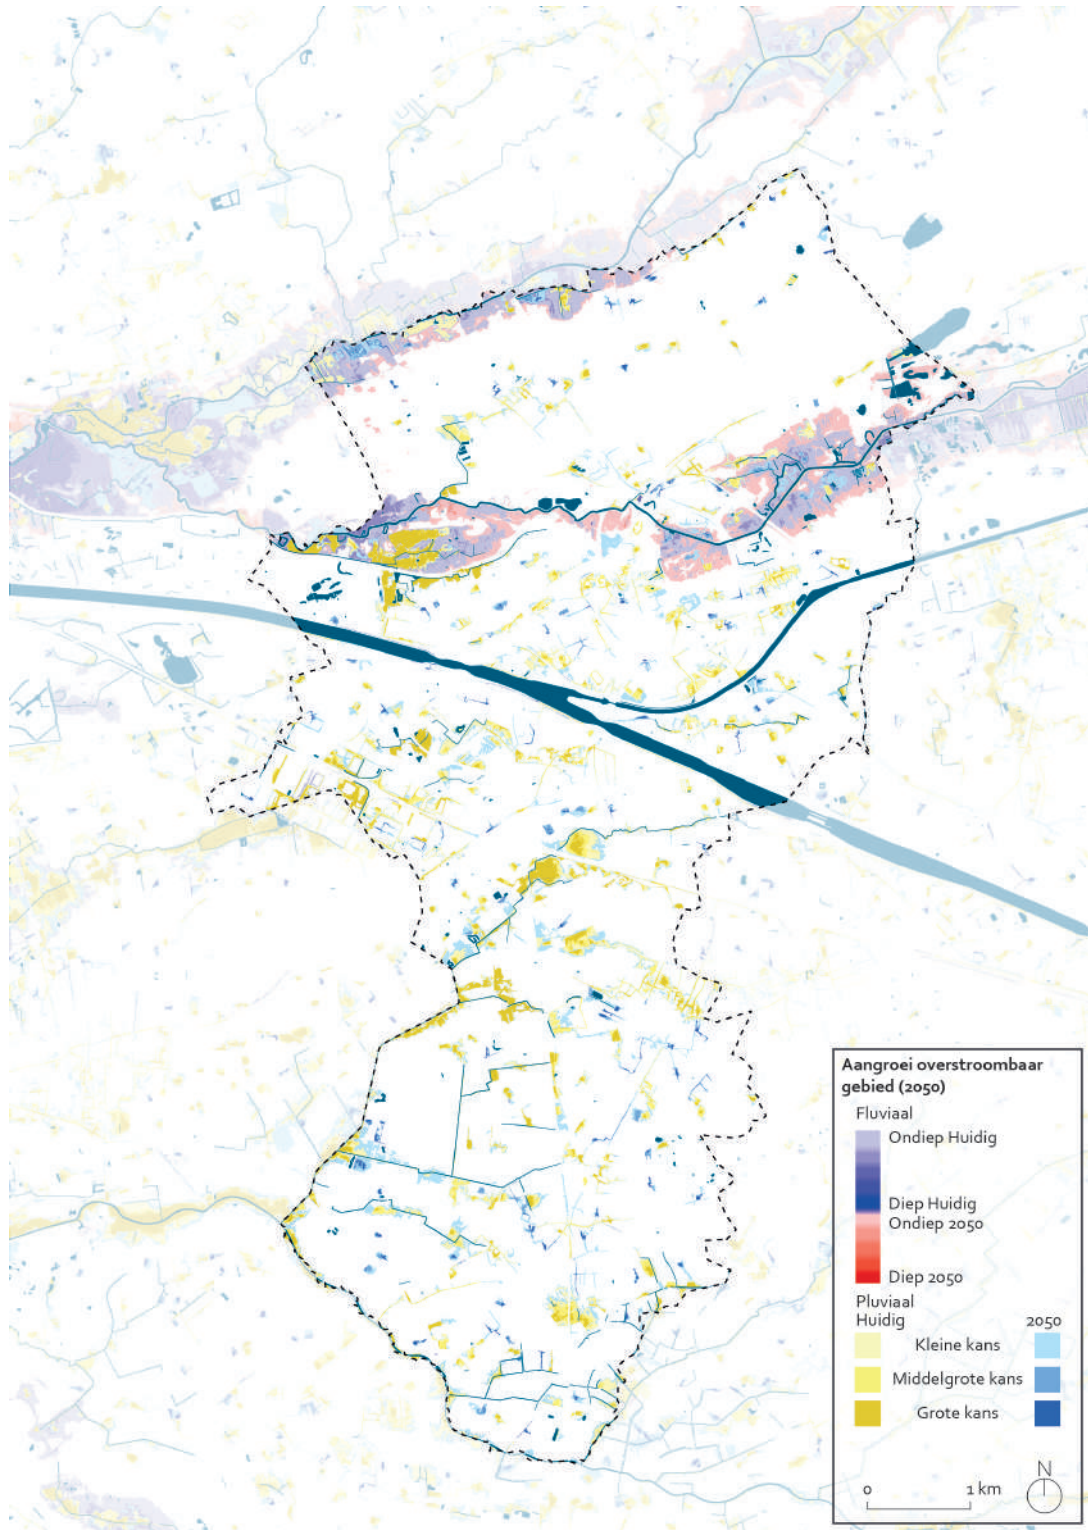 Aangroei overstroombaar
gebied (2050)
Fluviaal
Ondiep Huidig
Diep Huidig
Ondiep 2050
Diep 2050
Pluviaal
Huidig 2050
Kleine kans
Middelgrote kans
Grote kans
N
0 1 km